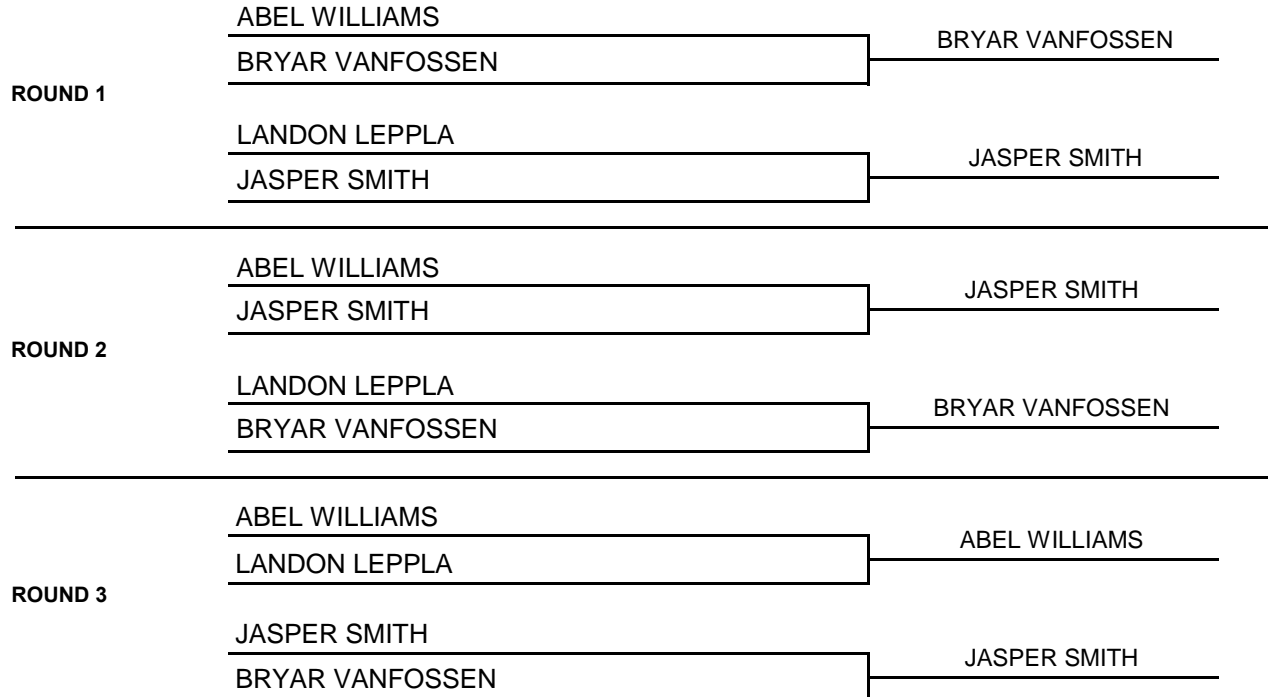 ABEL WILLIAMS
BRYAR VANFOSSEN
BRYAR VANFOSSEN
ROUND 1
LANDON LEPPLA
JASPER SMITH
JASPER SMITH
ABEL WILLIAMS
JASPER SMITH
JASPER SMITH
ROUND 2
LANDON LEPPLA
BRYAR VANFOSSEN
BRYAR VANFOSSEN
ABEL WILLIAMS
ABEL WILLIAMS
LANDON LEPPLA
ROUND 3
JASPER SMITH
JASPER SMITH
BRYAR VANFOSSEN